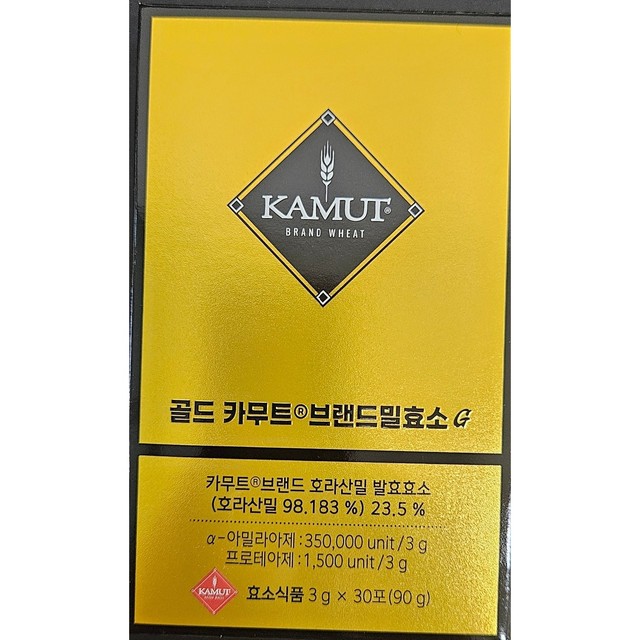 KAMUT®
BRAND WHEAT
골드 카무트®브랜드밀효소 G
카무트®브랜드 호라산밀 발효효소
(호라산밀 98.183 %) 23.5 %
α-아밀라아제 : 350,000 unit / 3 g
프로테아제 : 1,500 unit / 3 g
KAMUT
효소식품 3 g × 30포(90 g)